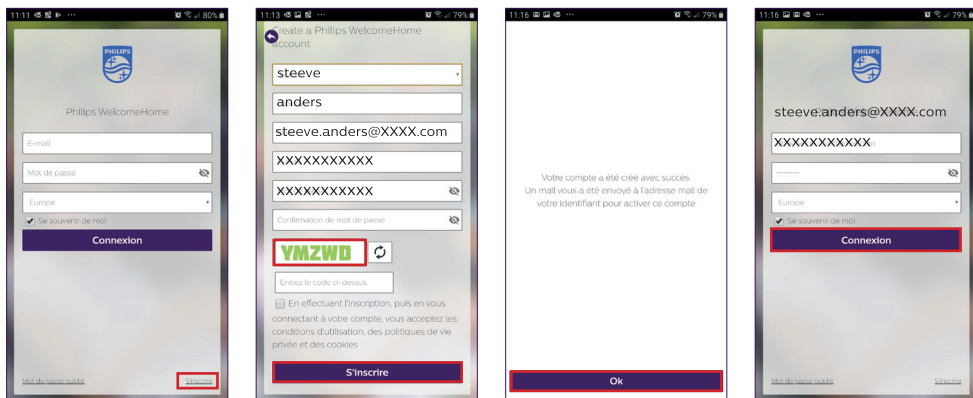 11:11 ··· 80%
PHILIPS
Philips WelcomeHome
E-mail
Mot de passe
Europe
Se souvenir de moi
Connexion
Mot de passe oublié S'inscrire
11:13 ··· 79%
Create a Philips WelcomeHome
account
steeve
anders
steeve.anders@XXXX.com
XXXXXXXXXXX
XXXXXXXXXXX
Confirmation de mot de passe
YMZWD
Entrez le code ci-dessus
En effectuant l'inscription, puis en vous
connectant à votre compte, vous acceptez les
conditions d'utilisation, des politiques de vie
privée et des cookies
S'inscrire
11:16 ··· 79%
Votre compte a été créé avec succès.
Un mail vous a été envoyé à l'adresse mail de
votre identifiant pour activer ce compte
Ok
11:16 ··· 79%
PHILIPS
steeve.anders@XXXX.com
XXXXXXXXXXX
··········
Europe
Se souvenir de moi
Connexion
Mot de passe oublié S'inscrire